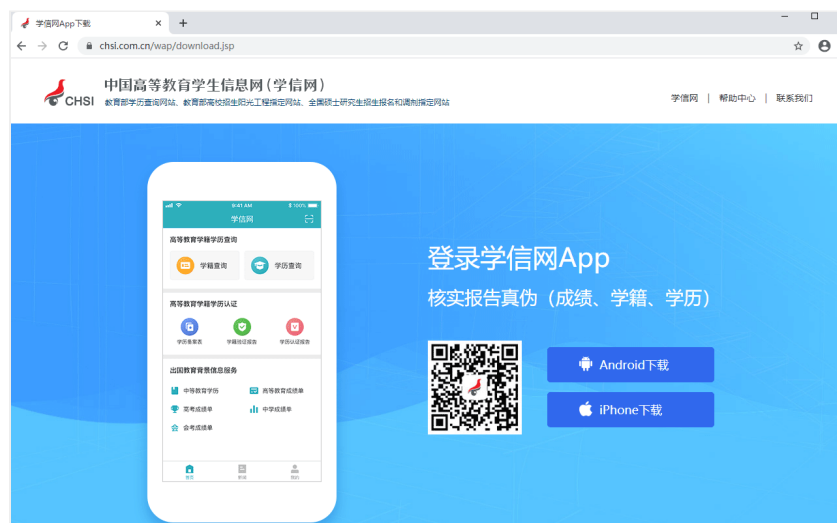 学信网App下载
chsi.com.cn/wap/download.jsp
CHSI
中国高等教育学生信息网(学信网)
教育部学历查询网站、教育部高校招生阳光工程指定网站、全国硕士研究生招生报名和调剂指定网站
学信网 | 帮助中心 | 联系我们
9:41 AM 100%
学信网
高等教育学籍学历查询
学籍查询 学历查询
高等教育学籍学历认证
学历备案表 学籍验证报告 学历认证报告
出国教育背景信息服务
中等教育学历 高等教育成绩单
高考成绩单 中学成绩单
会考成绩单
首页 我的
登录学信网App
核实报告真伪（成绩、学籍、学历）
Android下载
iPhone下载